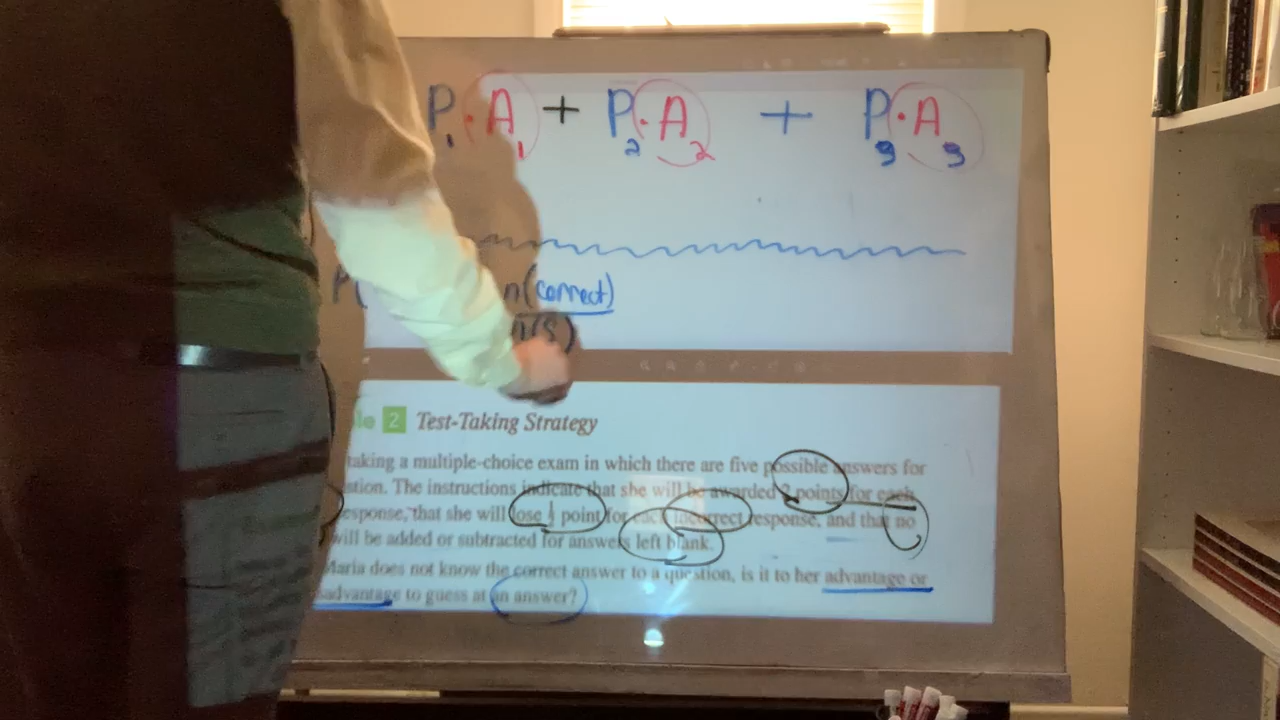 P₁ · A₁ + P₂ · A₂ + P₃ · A₃
P( n(correct)
n(S)
2 Test-Taking Strategy
taking a multiple-choice exam in which there are five possible answers for
The instructions indicate that she will be awarded 2 points for each
response, that she will lose ½ point for each incorrect response, and that no
will be added or subtracted for answers left blank.
Maria does not know the correct answer to a question, is it to her advantage or
to guess at an answer?